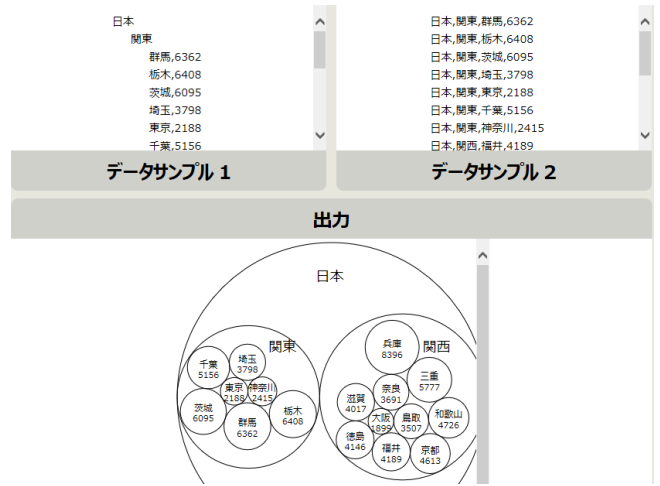 日本
関東
群馬,6362
栃木,6408
茨城,6095
埼玉,3798
東京,2188
千葉,5156
データサンプル 1
日本,関東,群馬,6362
日本,関東,栃木,6408
日本,関東,茨城,6095
日本,関東,埼玉,3798
日本,関東,東京,2188
日本,関東,千葉,5156
日本,関東,神奈川,2415
日本,関西,福井,4189
データサンプル 2
出力
日本
関東
埼玉
3798
千葉
5156
東京
2188
神奈川
2415
茨城
6095
群馬
6362
栃木
6408
関西
兵庫
8396
三重
5777
奈良
3691
滋賀
4017
大阪
1899
鳥取
3507
和歌山
4726
徳島
4146
福井
4189
京都
4613